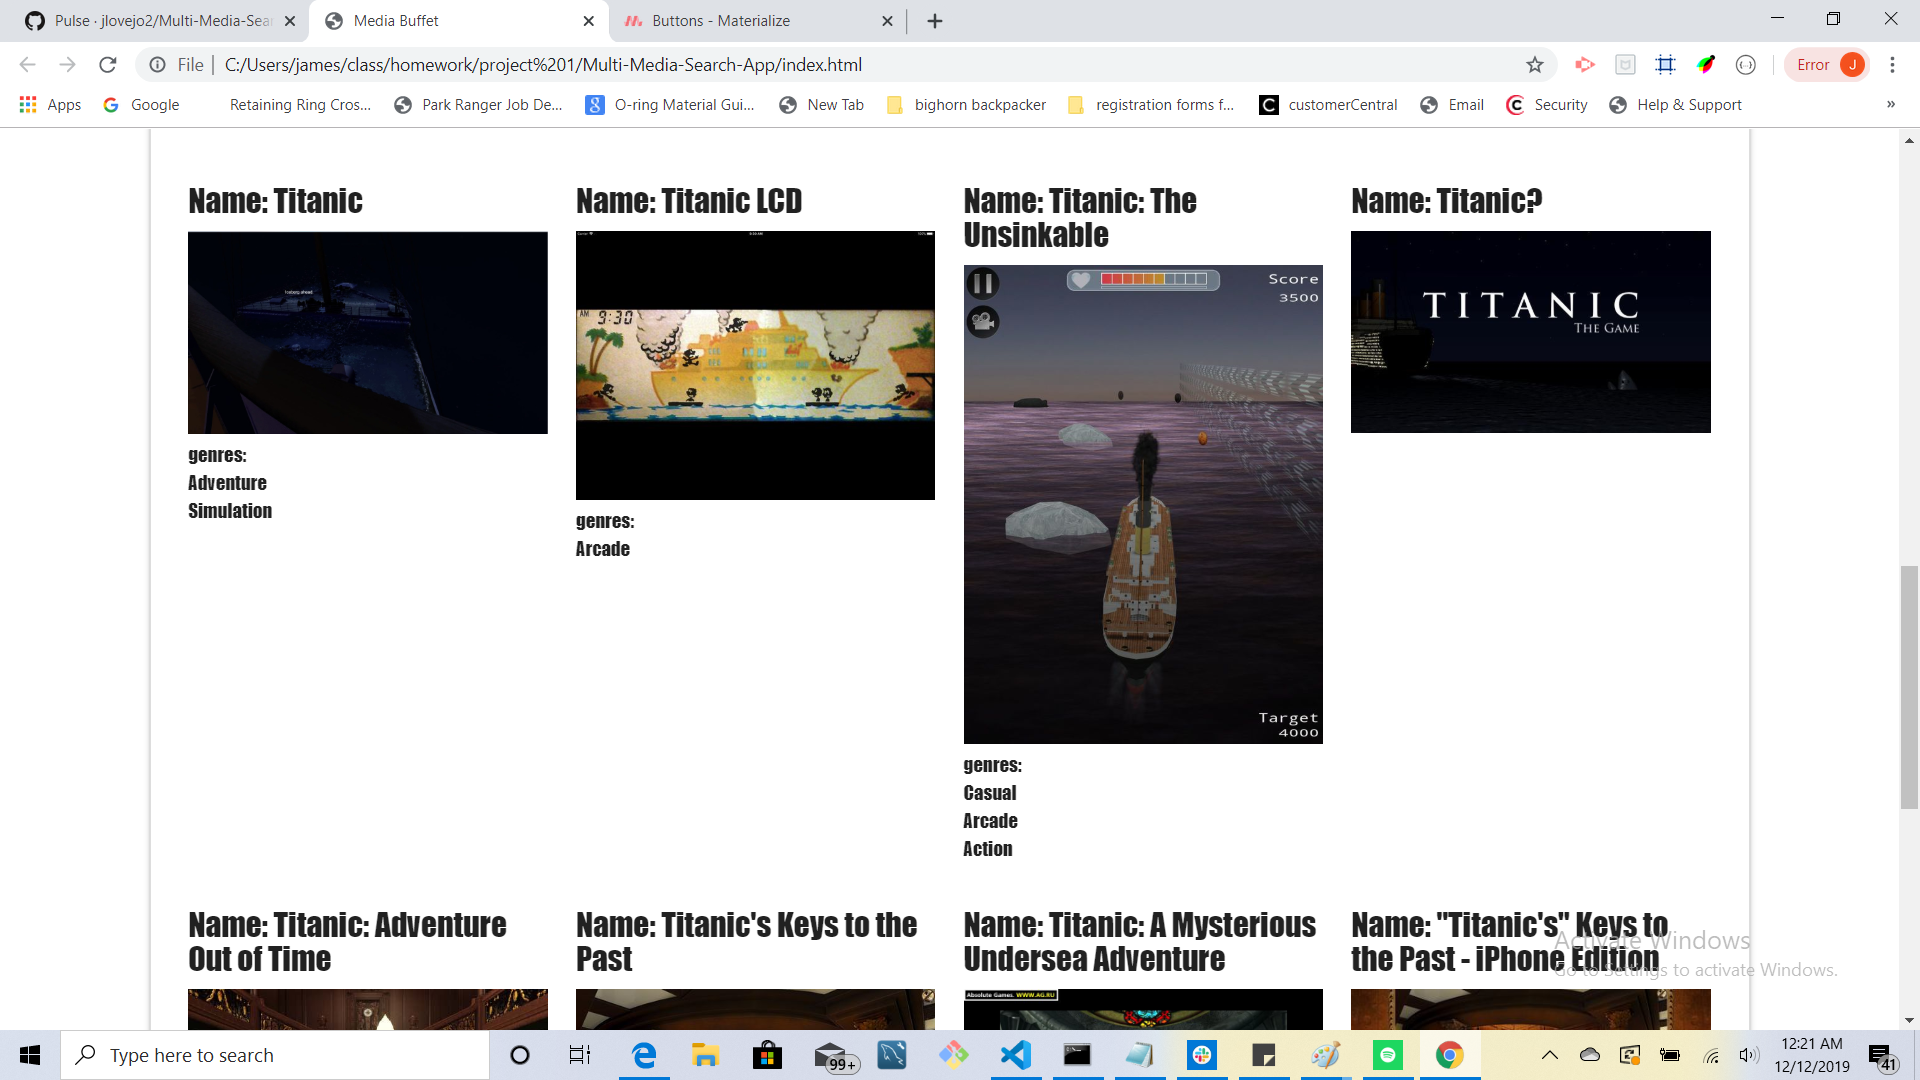 Pulse · jlovejo2/Multi-Media-Sear
Media Buffet
Buttons - Materialize
File
C:/Users/james/class/homework/project%201/Multi-Media-Search-App/index.html
Error
J
Apps
Google
Retaining Ring Cros...
Park Ranger Job De...
O-ring Material Gui...
New Tab
bighorn backpacker
registration forms f...
customerCentral
Email
Security
Help & Support
»
Name: Titanic
Iceberg ahead
genres:
Adventure
Simulation
Name: Titanic LCD
AM 9:30
genres:
Arcade
Name: Titanic: The
Unsinkable
Score
3500
Target
4000
genres:
Casual
Arcade
Action
Name: Titanic?
TITANIC
THE GAME
Name: Titanic: Adventure
Out of Time
Name: Titanic's Keys to the
Past
Name: Titanic: A Mysterious
Undersea Adventure
Absolute Games. WWW.AG.RU
Name: "Titanic's" Keys to
the Past - iPhone Edition
Activate Windows
Go to Settings to activate Windows.
Type here to search
99+
12:21 AM
12/12/2019
41